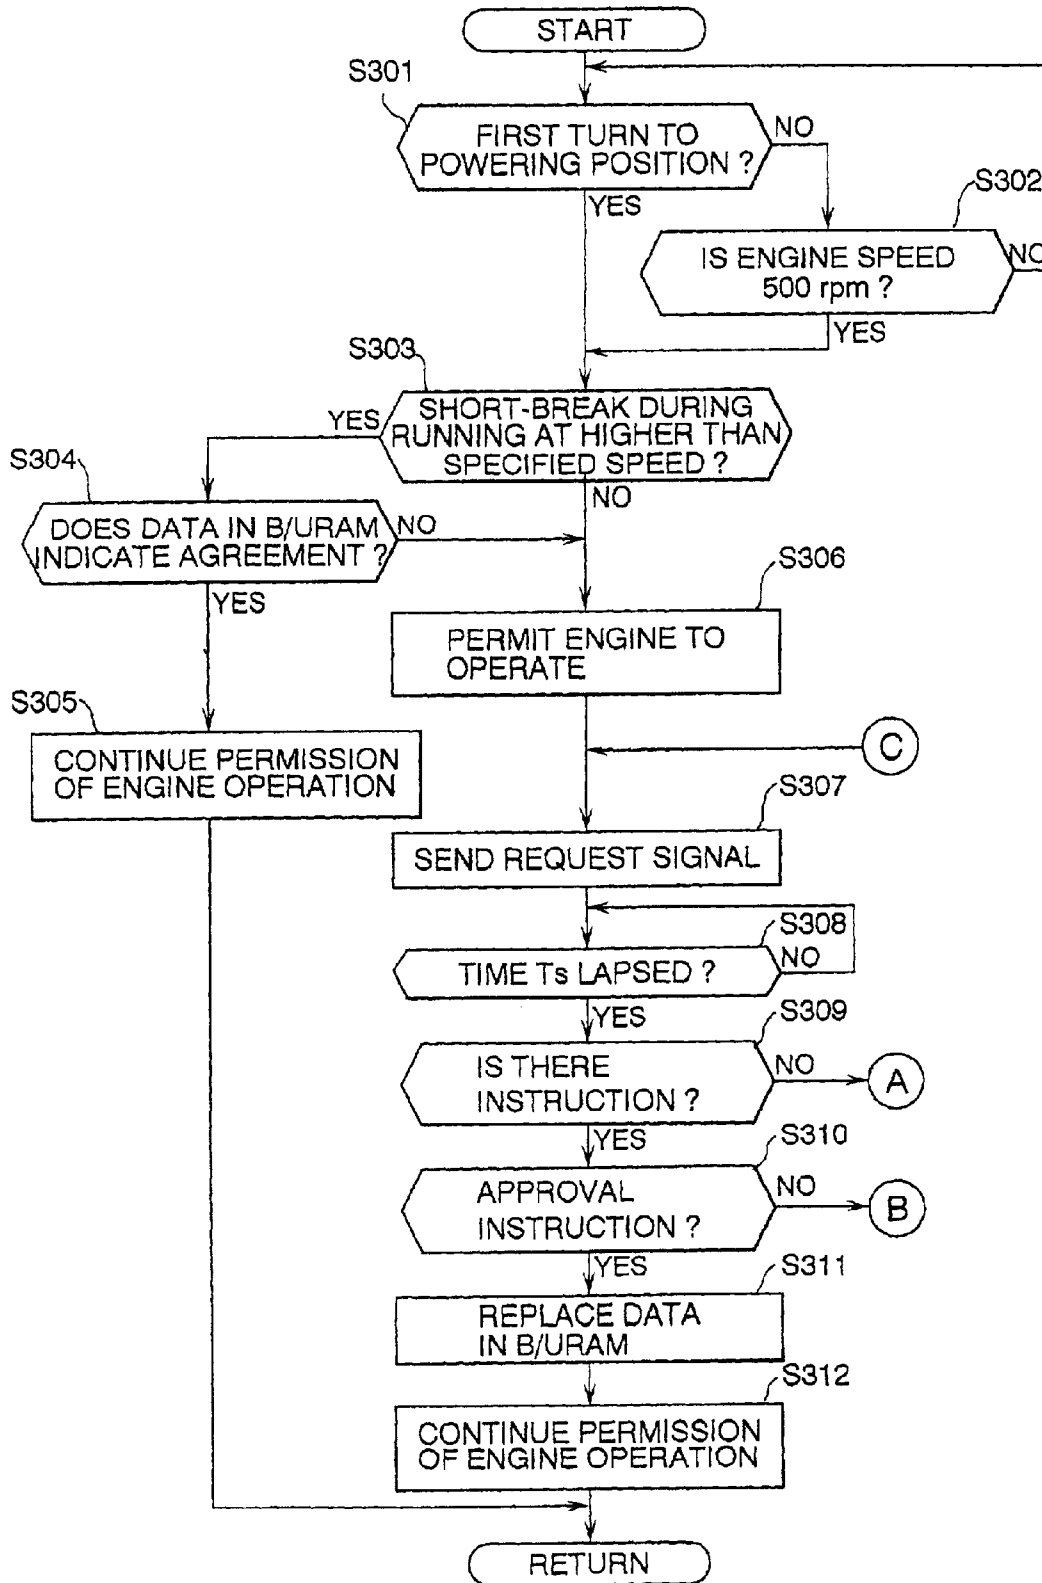 START
S301
FIRST TURN TO
POWERING POSITION ?
NO
YES
S302
IS ENGINE SPEED
500 rpm ?
NO
YES
S303
SHORT-BREAK DURING
RUNNING AT HIGHER THAN
SPECIFIED SPEED ?
YES
NO
S304
DOES DATA IN B/URAM
INDICATE AGREEMENT ?
NO
YES
S306
PERMIT ENGINE TO
OPERATE
S305
CONTINUE PERMISSION
OF ENGINE OPERATION
C
S307
SEND REQUEST SIGNAL
S308
TIME Ts LAPSED ?
NO
YES
S309
IS THERE
INSTRUCTION ?
NO
A
YES
S310
APPROVAL
INSTRUCTION ?
NO
B
YES
S311
REPLACE DATA
IN B/URAM
S312
CONTINUE PERMISSION
OF ENGINE OPERATION
RETURN